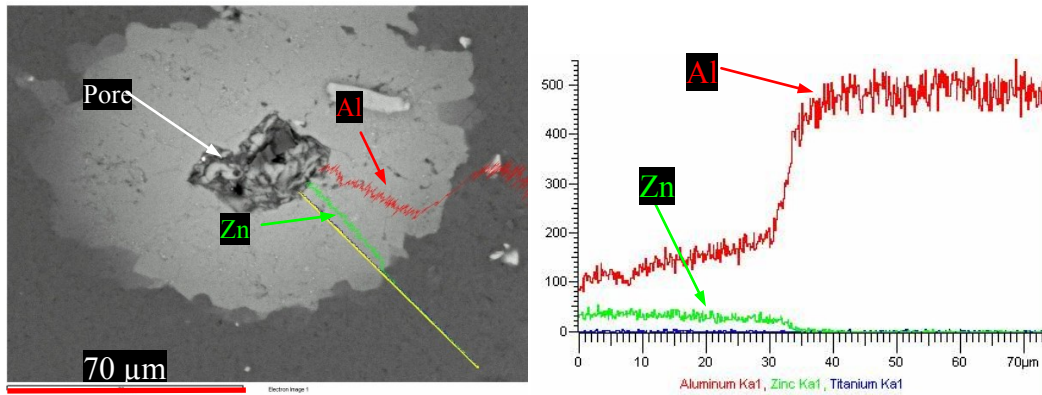 Pore
Al
Zn
70 µm
Electron Image 1
Al
Zn
500
400
300
200
100
0
0 10 20 30 40 50 60 70µm
Aluminum Ka1, Zinc Ka1, Titanium Ka1